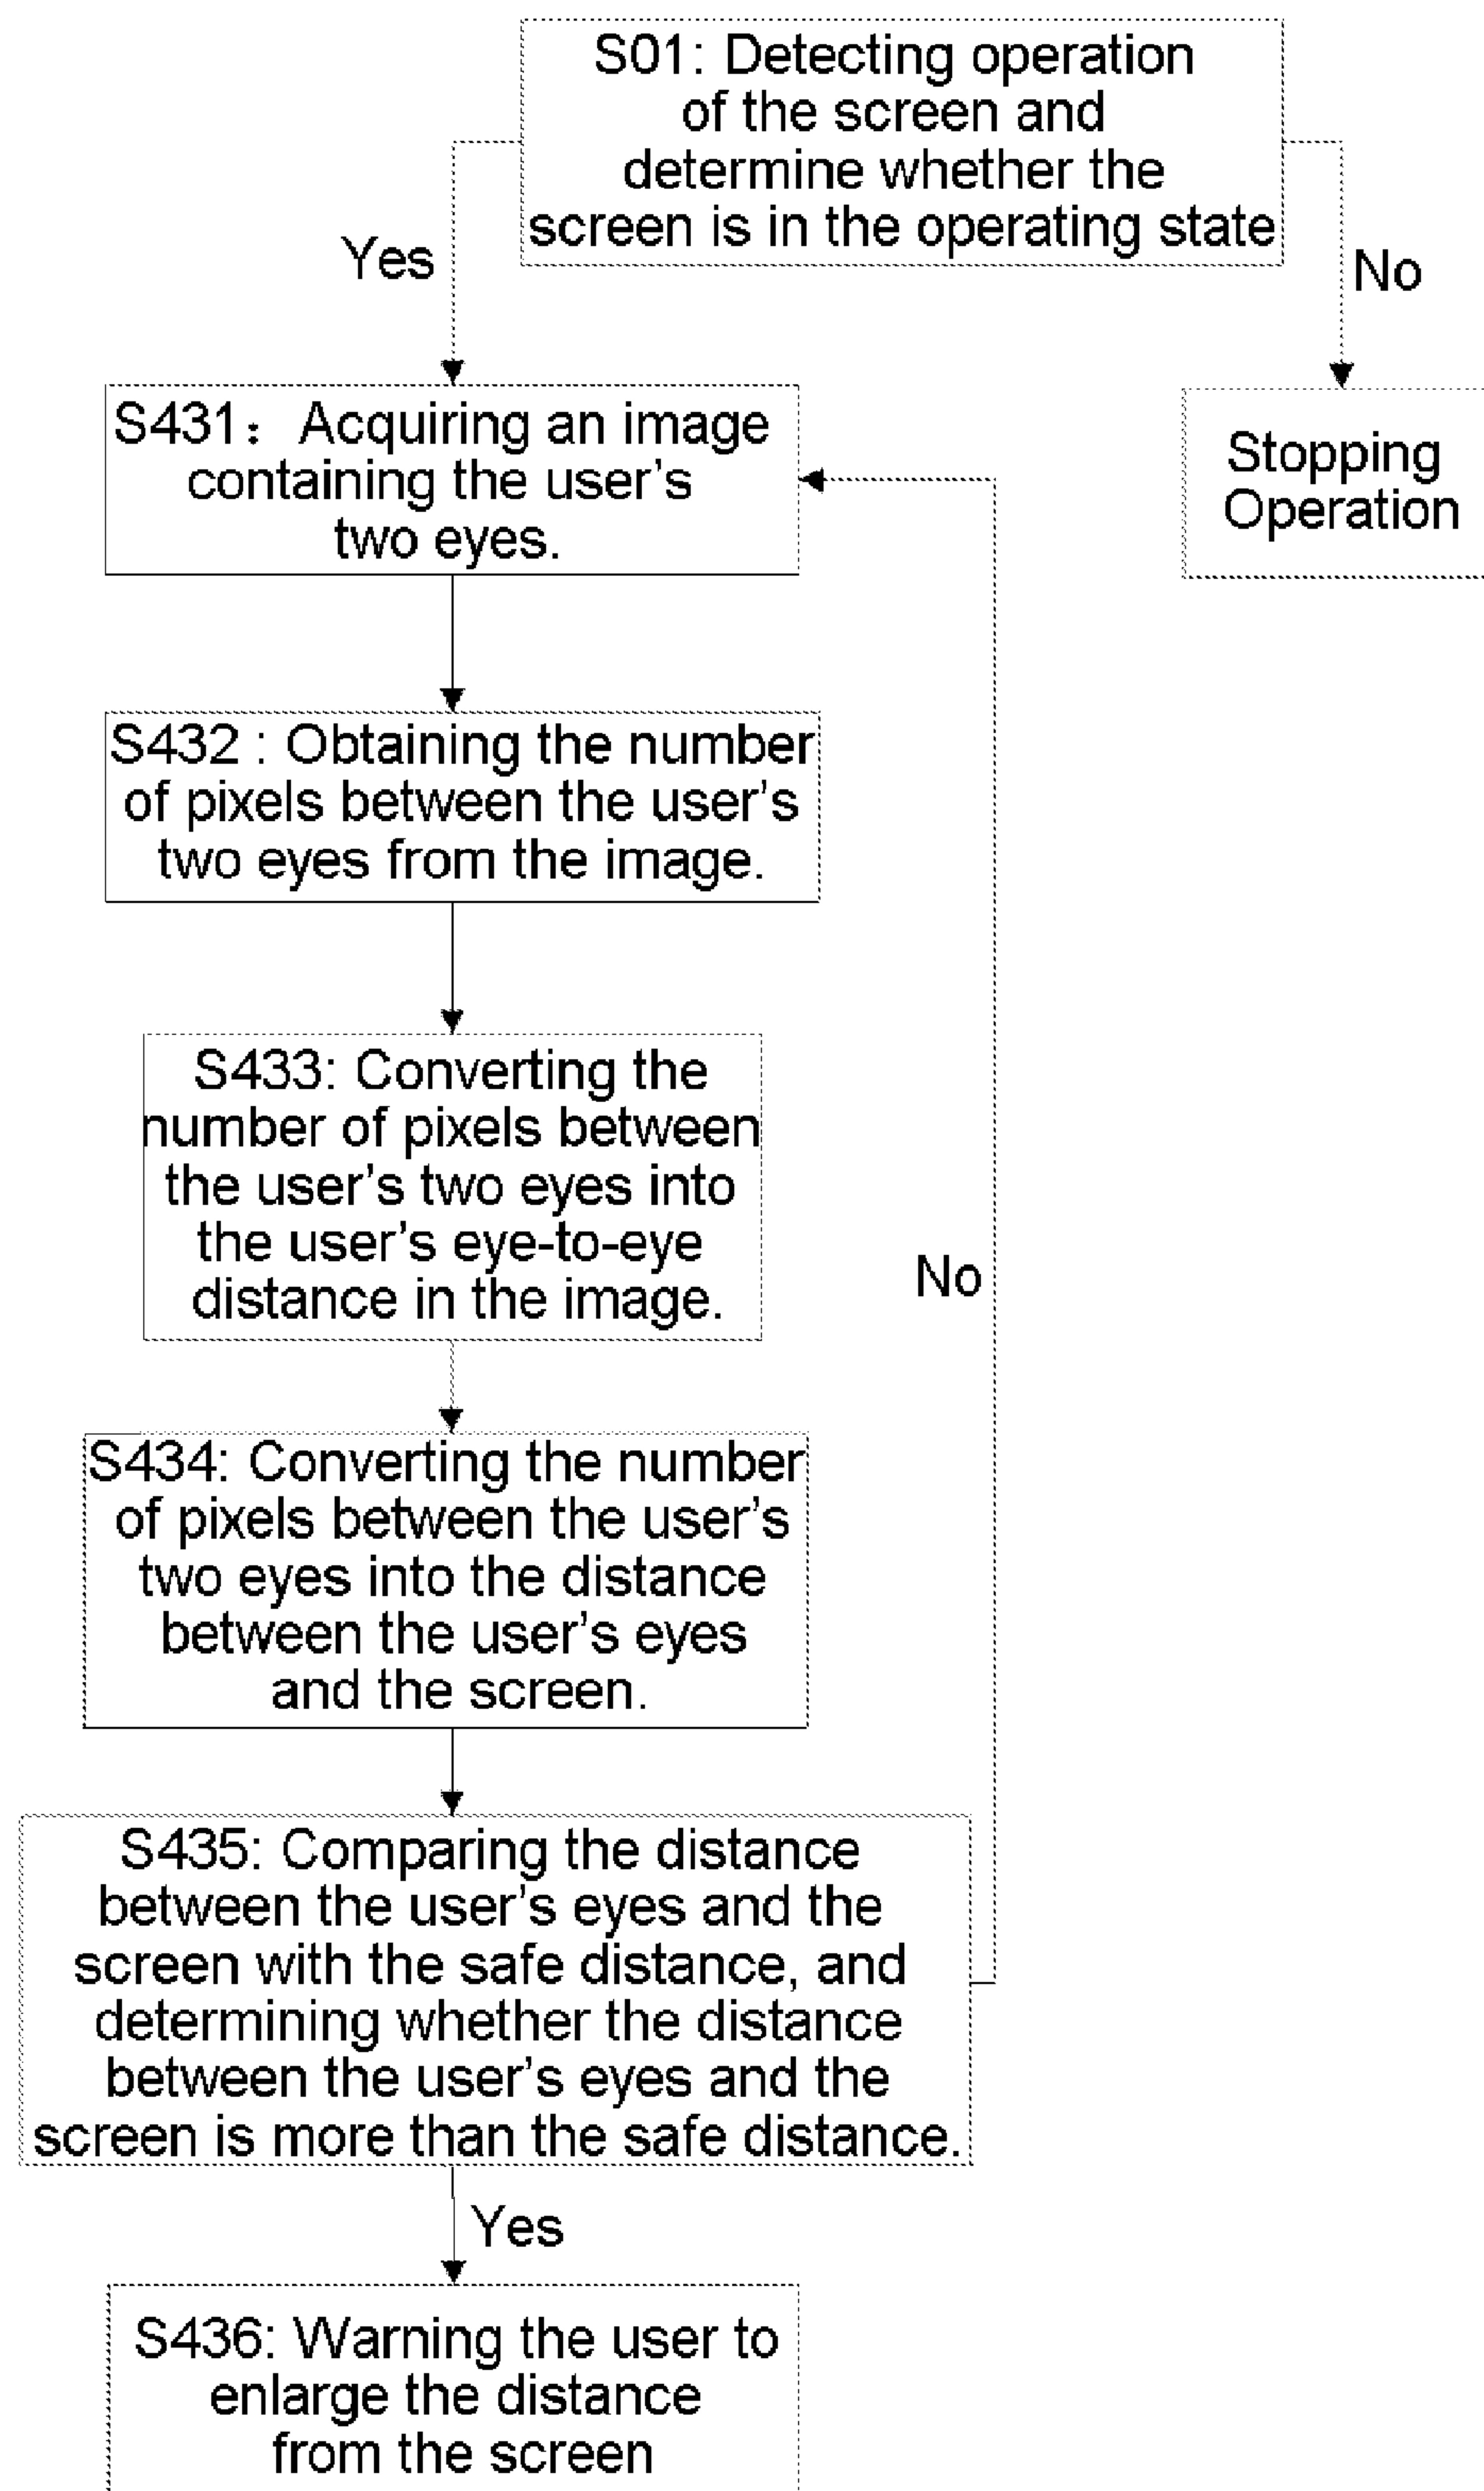 S01: Detecting operation
of the screen and
determine whether the
screen is in the operating state
Yes
No
S431： Acquiring an image
containing the user's
two eyes.
Stopping
Operation
S432 : Obtaining the number
of pixels between the user's
two eyes from the image.
S433: Converting the
number of pixels between
the user's two eyes into
the user's eye-to-eye
distance in the image.
No
S434: Converting the number
of pixels between the user's
two eyes into the distance
between the user's eyes
and the screen.
S435: Comparing the distance
between the user's eyes and the
screen with the safe distance, and
determining whether the distance
between the user's eyes and the
screen is more than the safe distance.
Yes
S436: Warning the user to
enlarge the distance
from the screen